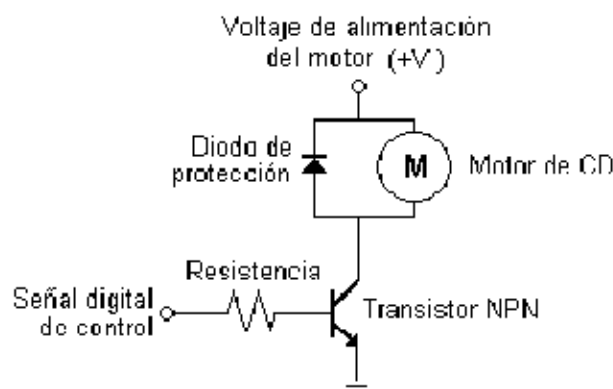 Voltaje de alimentación
del motor (+V)
Diodo de
protección
M
Motor de CD
Resistencia
Señal digital
de control
Transistor NPN